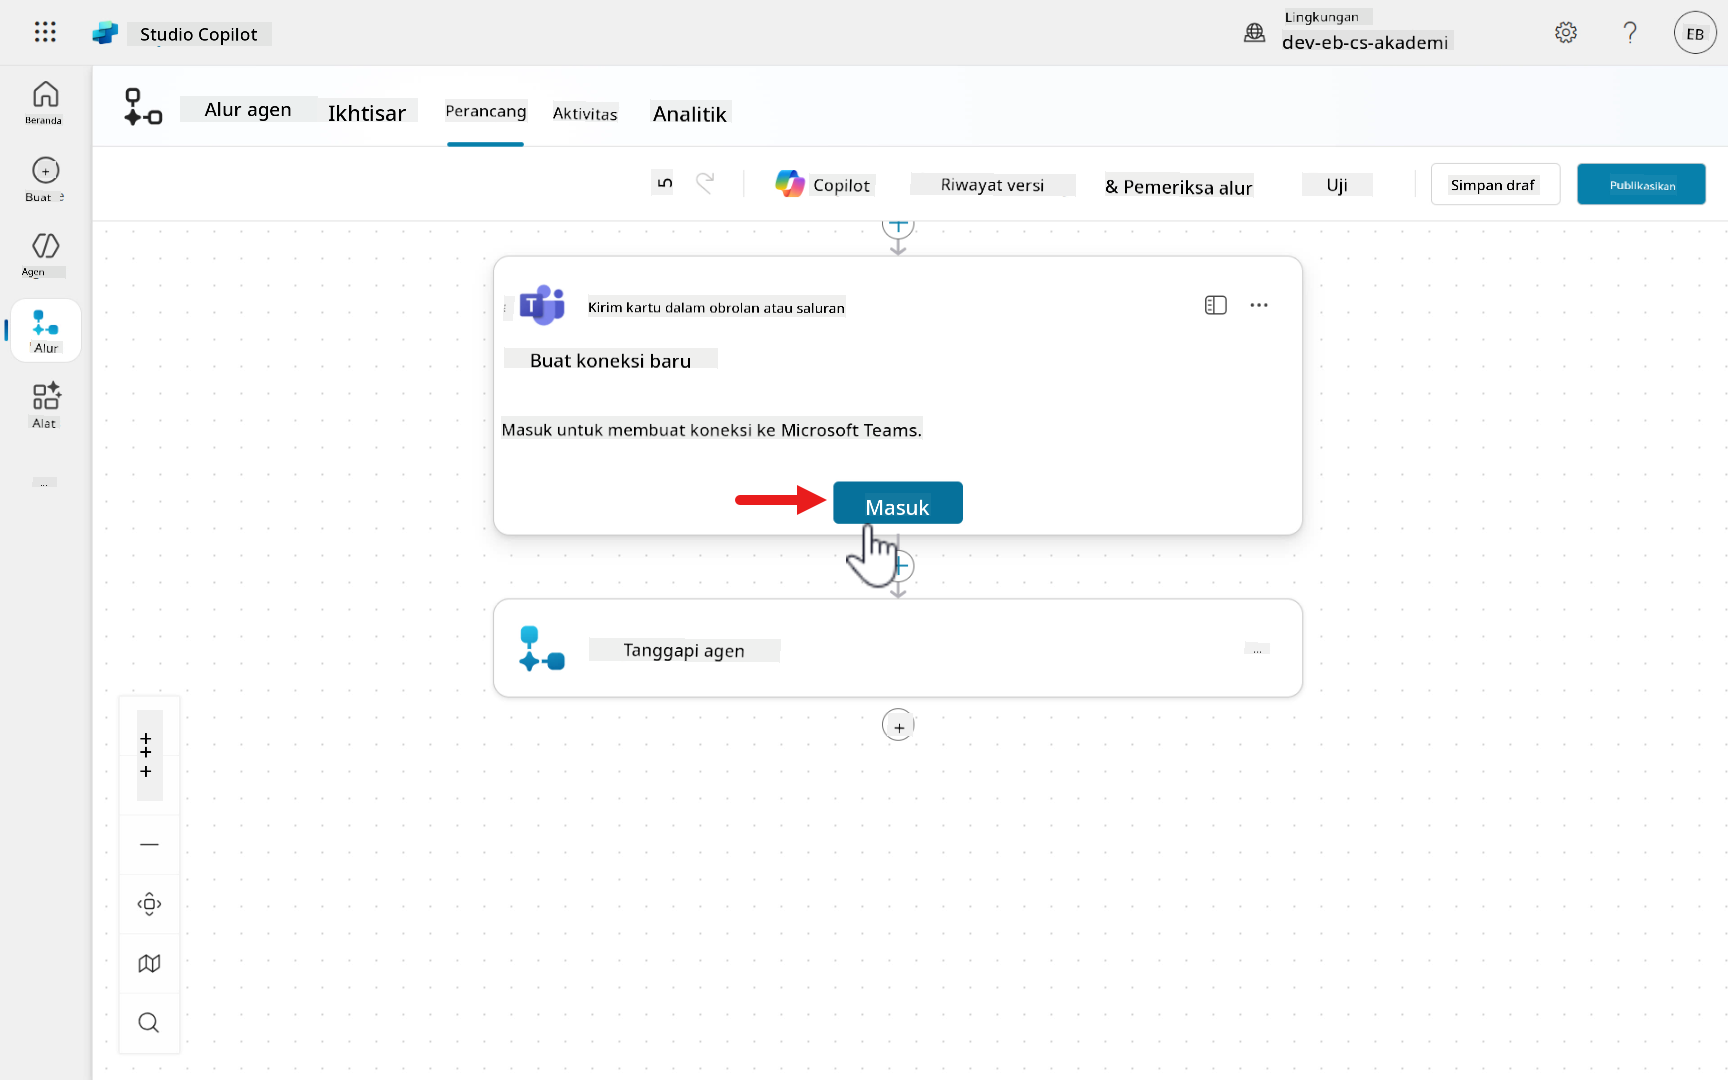 Studio Copilot
Lingkungan
dev-eb-cs-akademi
EB
Beranda
Buat
Agen
Alur
Alat
...
Alur agen
Ikhtisar
Perancang
Aktivitas
Analitik
Copilot
Riwayat versi
& Pemeriksa alur
Uji
Simpan draf
Publikasikan
Kirim kartu dalam obrolan atau saluran
Buat koneksi baru
Masuk untuk membuat koneksi ke Microsoft Teams.
Masuk
Tanggapi agen
...